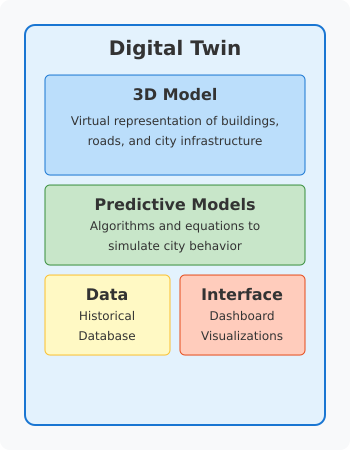 Digital Twin
3D Model
Virtual representation of buildings,
roads, and city infrastructure
Predictive Models
Algorithms and equations to
simulate city behavior
Data
Historical
Database
Interface
Dashboard
Visualizations